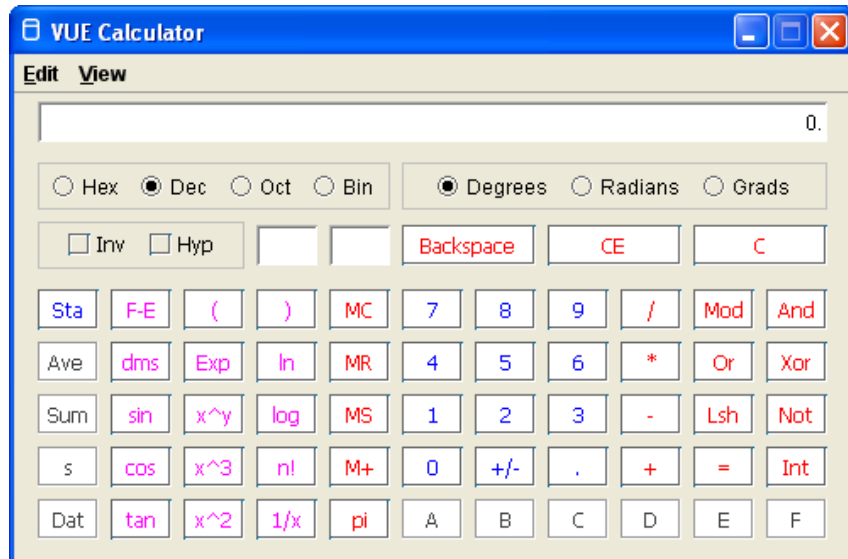 VUE Calculator
Edit View
0.
Hex Dec Oct Bin Degrees Radians Grads
Inv Hyp Backspace CE C
Sta F-E ( ) MC 7 8 9 / Mod And
Ave dms Exp ln MR 4 5 6 * Or Xor
Sum sin x^y log MS 1 2 3 - Lsh Not
s cos x^3 n! M+ 0 +/- . + = Int
Dat tan x^2 1/x pi A B C D E F